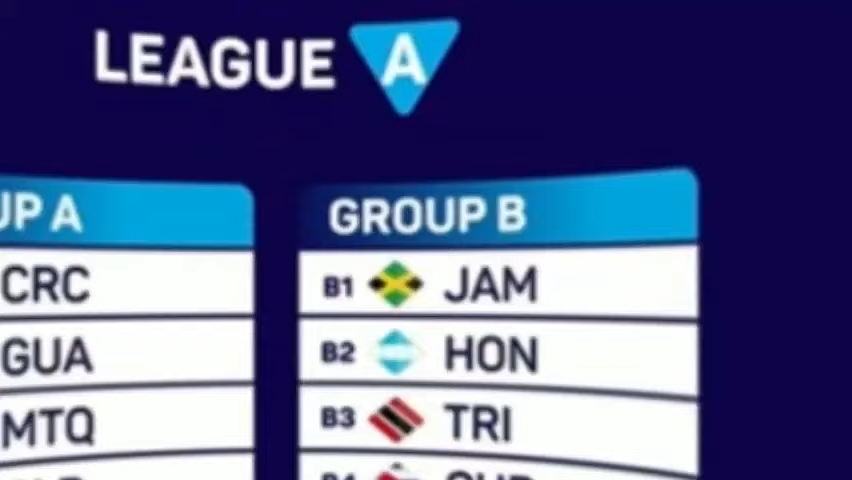 LEAGUE A
UP A
CRC
GUA
MTQ
GROUP B
B1 JAM
B2 HON
B3 TRI